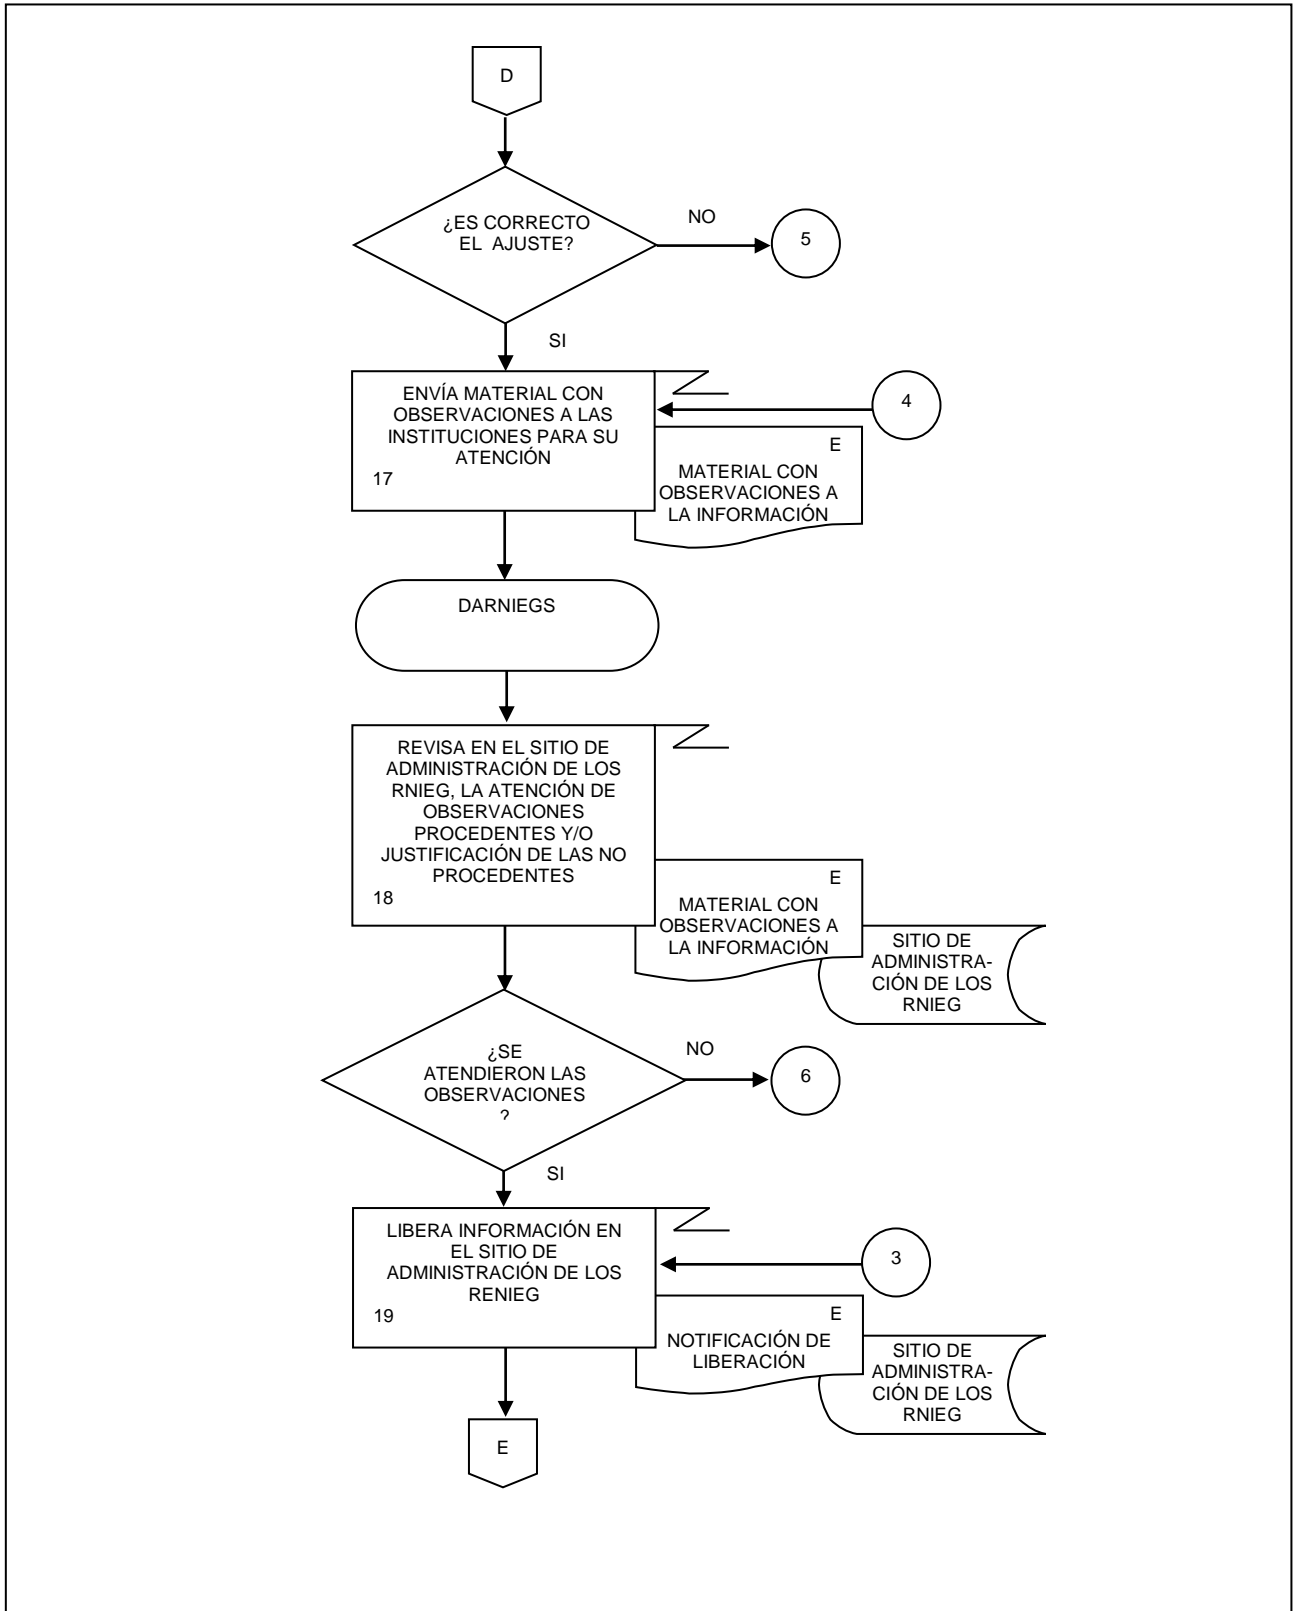 D
¿ES CORRECTO
EL AJUSTE?
NO
5
SI
ENVÍA MATERIAL CON
OBSERVACIONES A LAS
INSTITUCIONES PARA SU
ATENCIÓN
17
4
E
MATERIAL CON
OBSERVACIONES A
LA INFORMACIÓN
DARNIEGS
REVISA EN EL SITIO DE
ADMINISTRACIÓN DE LOS
RNIEG, LA ATENCIÓN DE
OBSERVACIONES
PROCEDENTES Y/O
JUSTIFICACIÓN DE LAS NO
PROCEDENTES
18
E
MATERIAL CON
OBSERVACIONES A
LA INFORMACIÓN
SITIO DE
ADMINISTRA-
CIÓN DE LOS
RNIEG
¿SE
ATENDIERON LAS
OBSERVACIONES
?
NO
6
SI
LIBERA INFORMACIÓN EN
EL SITIO DE
ADMINISTRACIÓN DE LOS
RENIEG
19
3
E
NOTIFICACIÓN DE
LIBERACIÓN
SITIO DE
ADMINISTRA-
CIÓN DE LOS
RNIEG
E